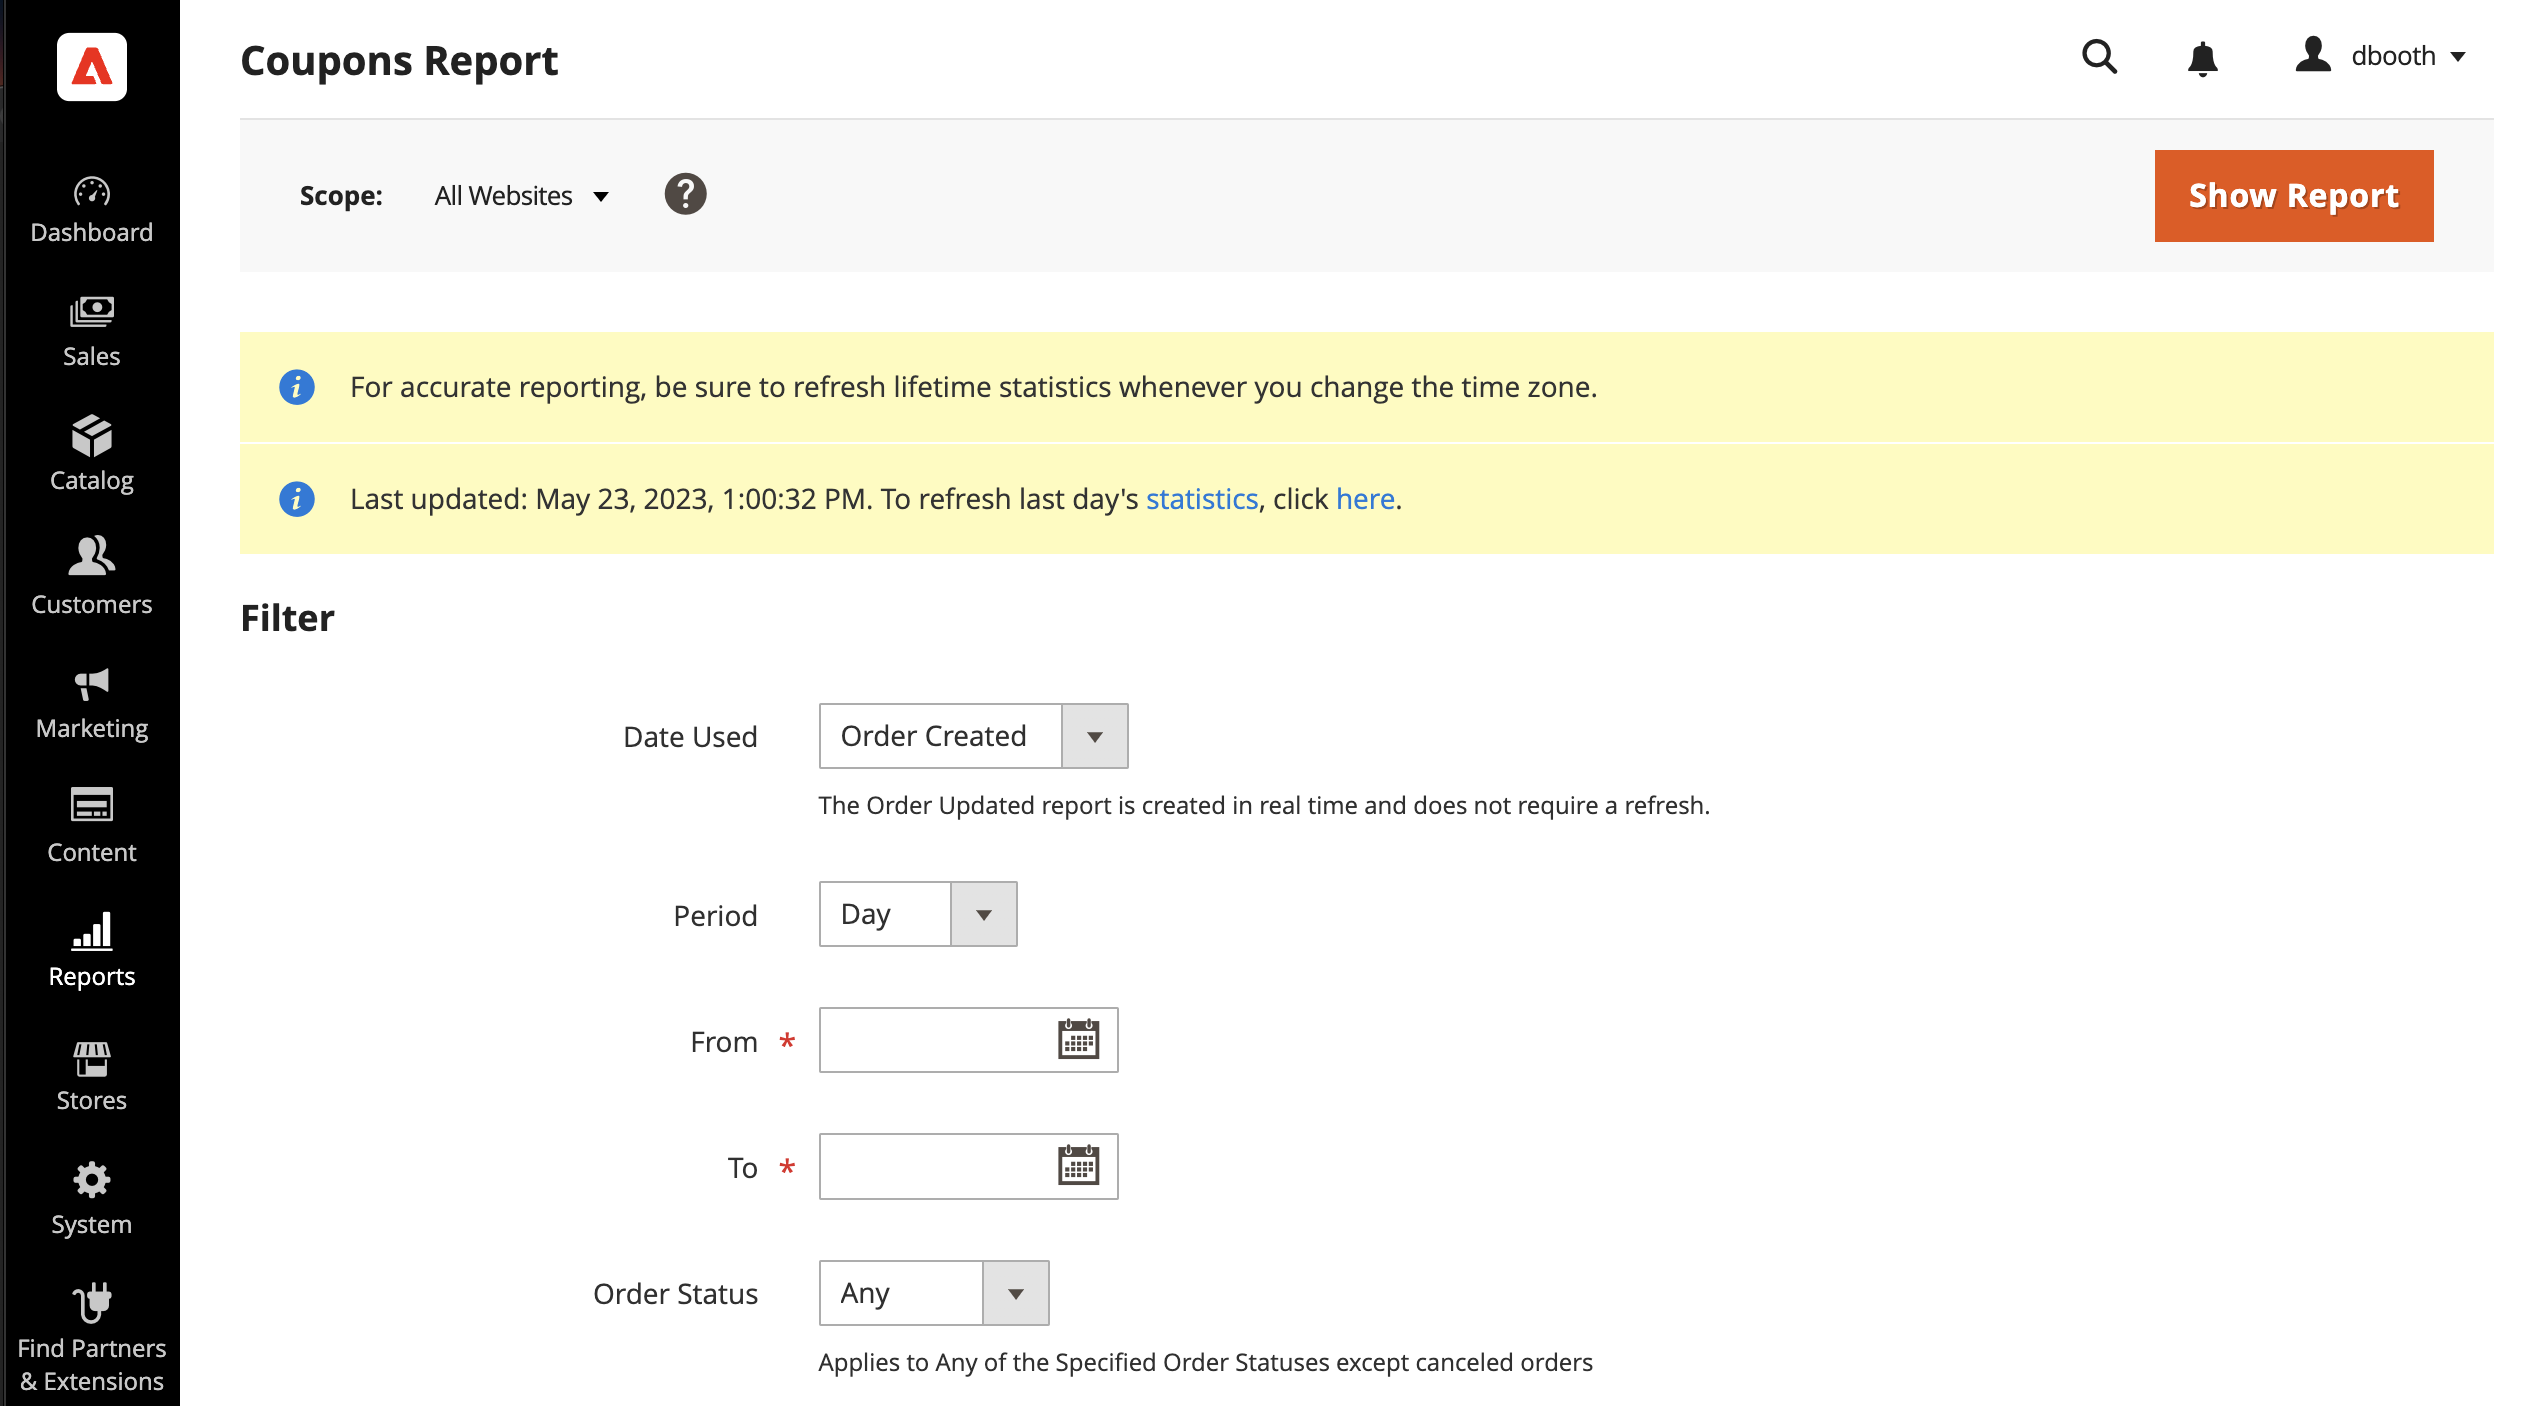 Coupons Report
dbooth
Scope: All Websites ?
Show Report
For accurate reporting, be sure to refresh lifetime statistics whenever you change the time zone.
Last updated: May 23, 2023, 1:00:32 PM. To refresh last day's statistics, click here.
Filter
Date Used Order Created
The Order Updated report is created in real time and does not require a refresh.
Period Day
From *
To *
Order Status Any
Applies to Any of the Specified Order Statuses except canceled orders
Dashboard
Sales
Catalog
Customers
Marketing
Content
Reports
Stores
System
Find Partners
& Extensions